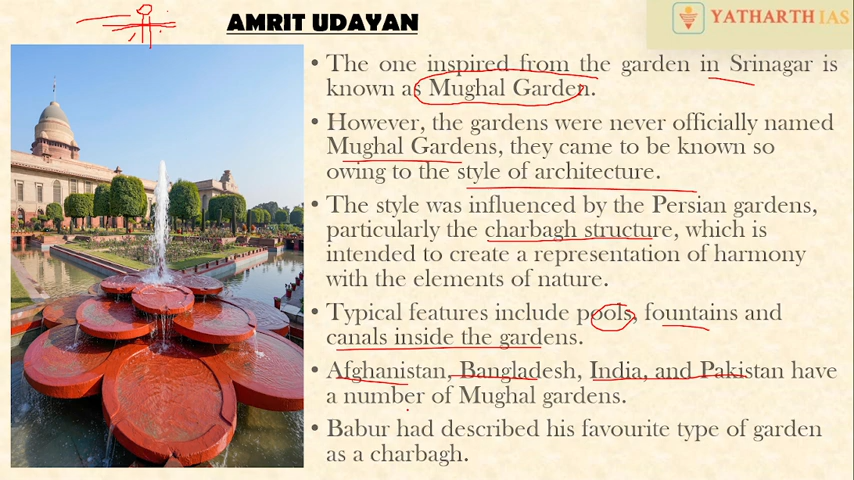 AMRIT UDAYAN
YATHARTH IAS
• The one inspired from the garden in Srinagar is
known as Mughal Garden.
• However, the gardens were never officially named
Mughal Gardens, they came to be known so
owing to the style of architecture.
• The style was influenced by the Persian gardens,
particularly the charbagh structure, which is
intended to create a representation of harmony
with the elements of nature.
• Typical features include pools, fountains and
canals inside the gardens.
• Afghanistan, Bangladesh, India, and Pakistan have
a number of Mughal gardens.
• Babur had described his favourite type of garden
as a charbagh.